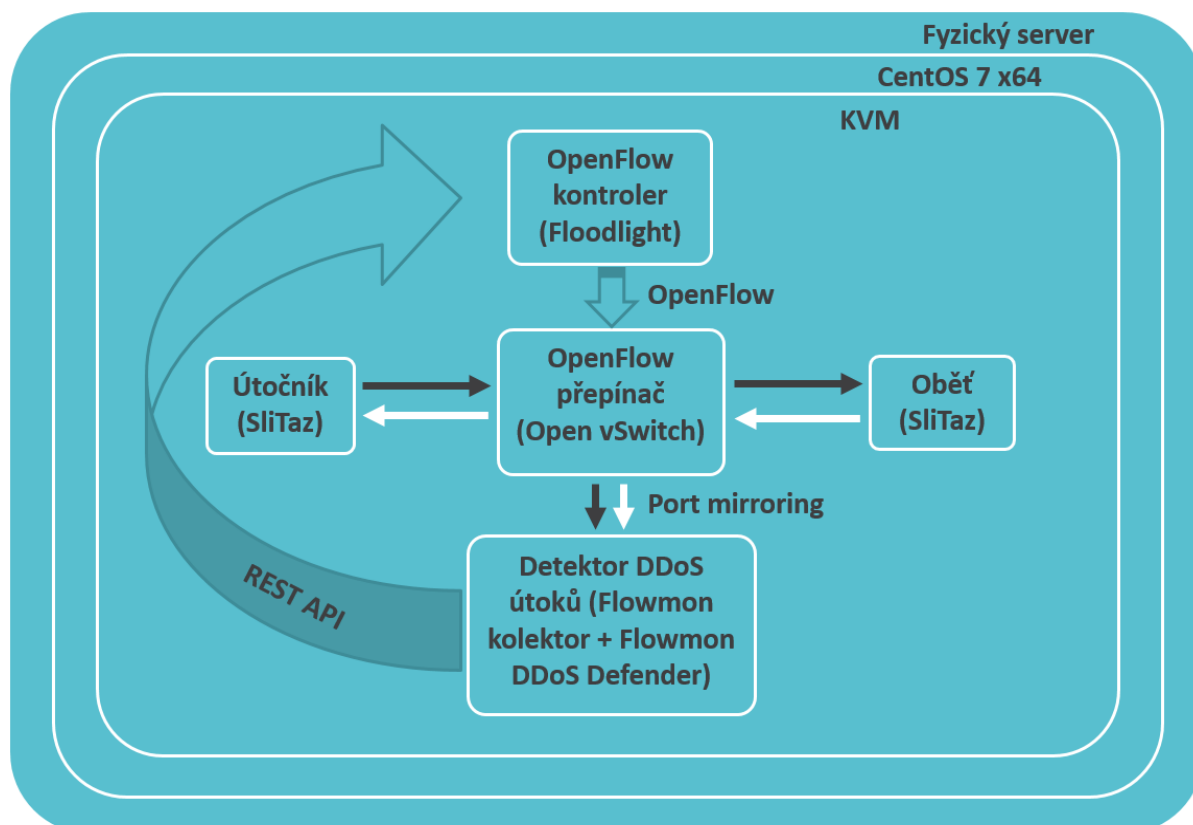 Fyzický server
CentOS 7 x64
KVM
OpenFlow
kontroler
(Floodlight)
OpenFlow
Útočník
(SliTaz)
OpenFlow
přepínač
(Open vSwitch)
Oběť
(SliTaz)
Port mirroring
Detektor DDoS
útoků (Flowmon
kolektor + Flowmon
DDoS Defender)
REST API